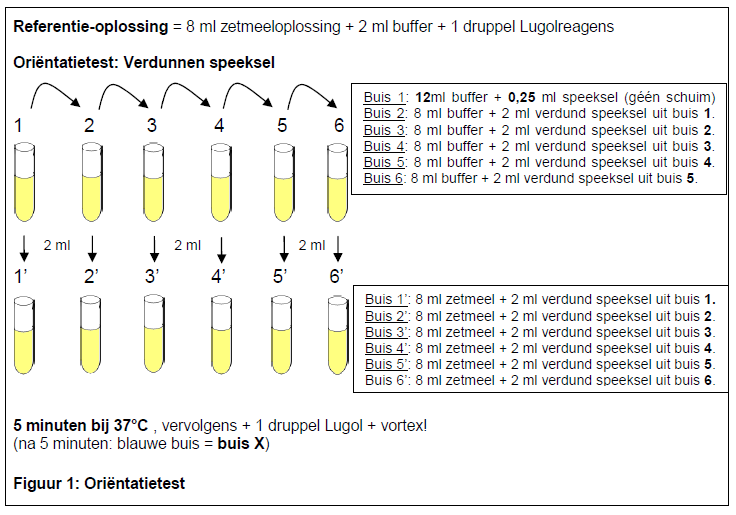 Referentie-oplossing = 8 ml zetmeeloplossing + 2 ml buffer + 1 druppel Lugolreagens
Oriëntatietest: Verdunnen speeksel
1 2 3 4 5 6
Buis 1: 12ml buffer + 0,25 ml speeksel (géén schuim)
Buis 2: 8 ml buffer + 2 ml verdund speeksel uit buis 1.
Buis 3: 8 ml buffer + 2 ml verdund speeksel uit buis 2.
Buis 4: 8 ml buffer + 2 ml verdund speeksel uit buis 3.
Buis 5: 8 ml buffer + 2 ml verdund speeksel uit buis 4.
Buis 6: 8 ml buffer + 2 ml verdund speeksel uit buis 5.
2 ml 2 ml 2 ml
1’ 2’ 3’ 4’ 5’ 6’
Buis 1’: 8 ml zetmeel + 2 ml verdund speeksel uit buis 1.
Buis 2’: 8 ml zetmeel + 2 ml verdund speeksel uit buis 2.
Buis 3’: 8 ml zetmeel + 2 ml verdund speeksel uit buis 3.
Buis 4’: 8 ml zetmeel + 2 ml verdund speeksel uit buis 4.
Buis 5’: 8 ml zetmeel + 2 ml verdund speeksel uit buis 5.
Buis 6’: 8 ml zetmeel + 2 ml verdund speeksel uit buis 6.
5 minuten bij 37°C , vervolgens + 1 druppel Lugol + vortex!
(na 5 minuten: blauwe buis = buis X)
Figuur 1: Oriëntatietest